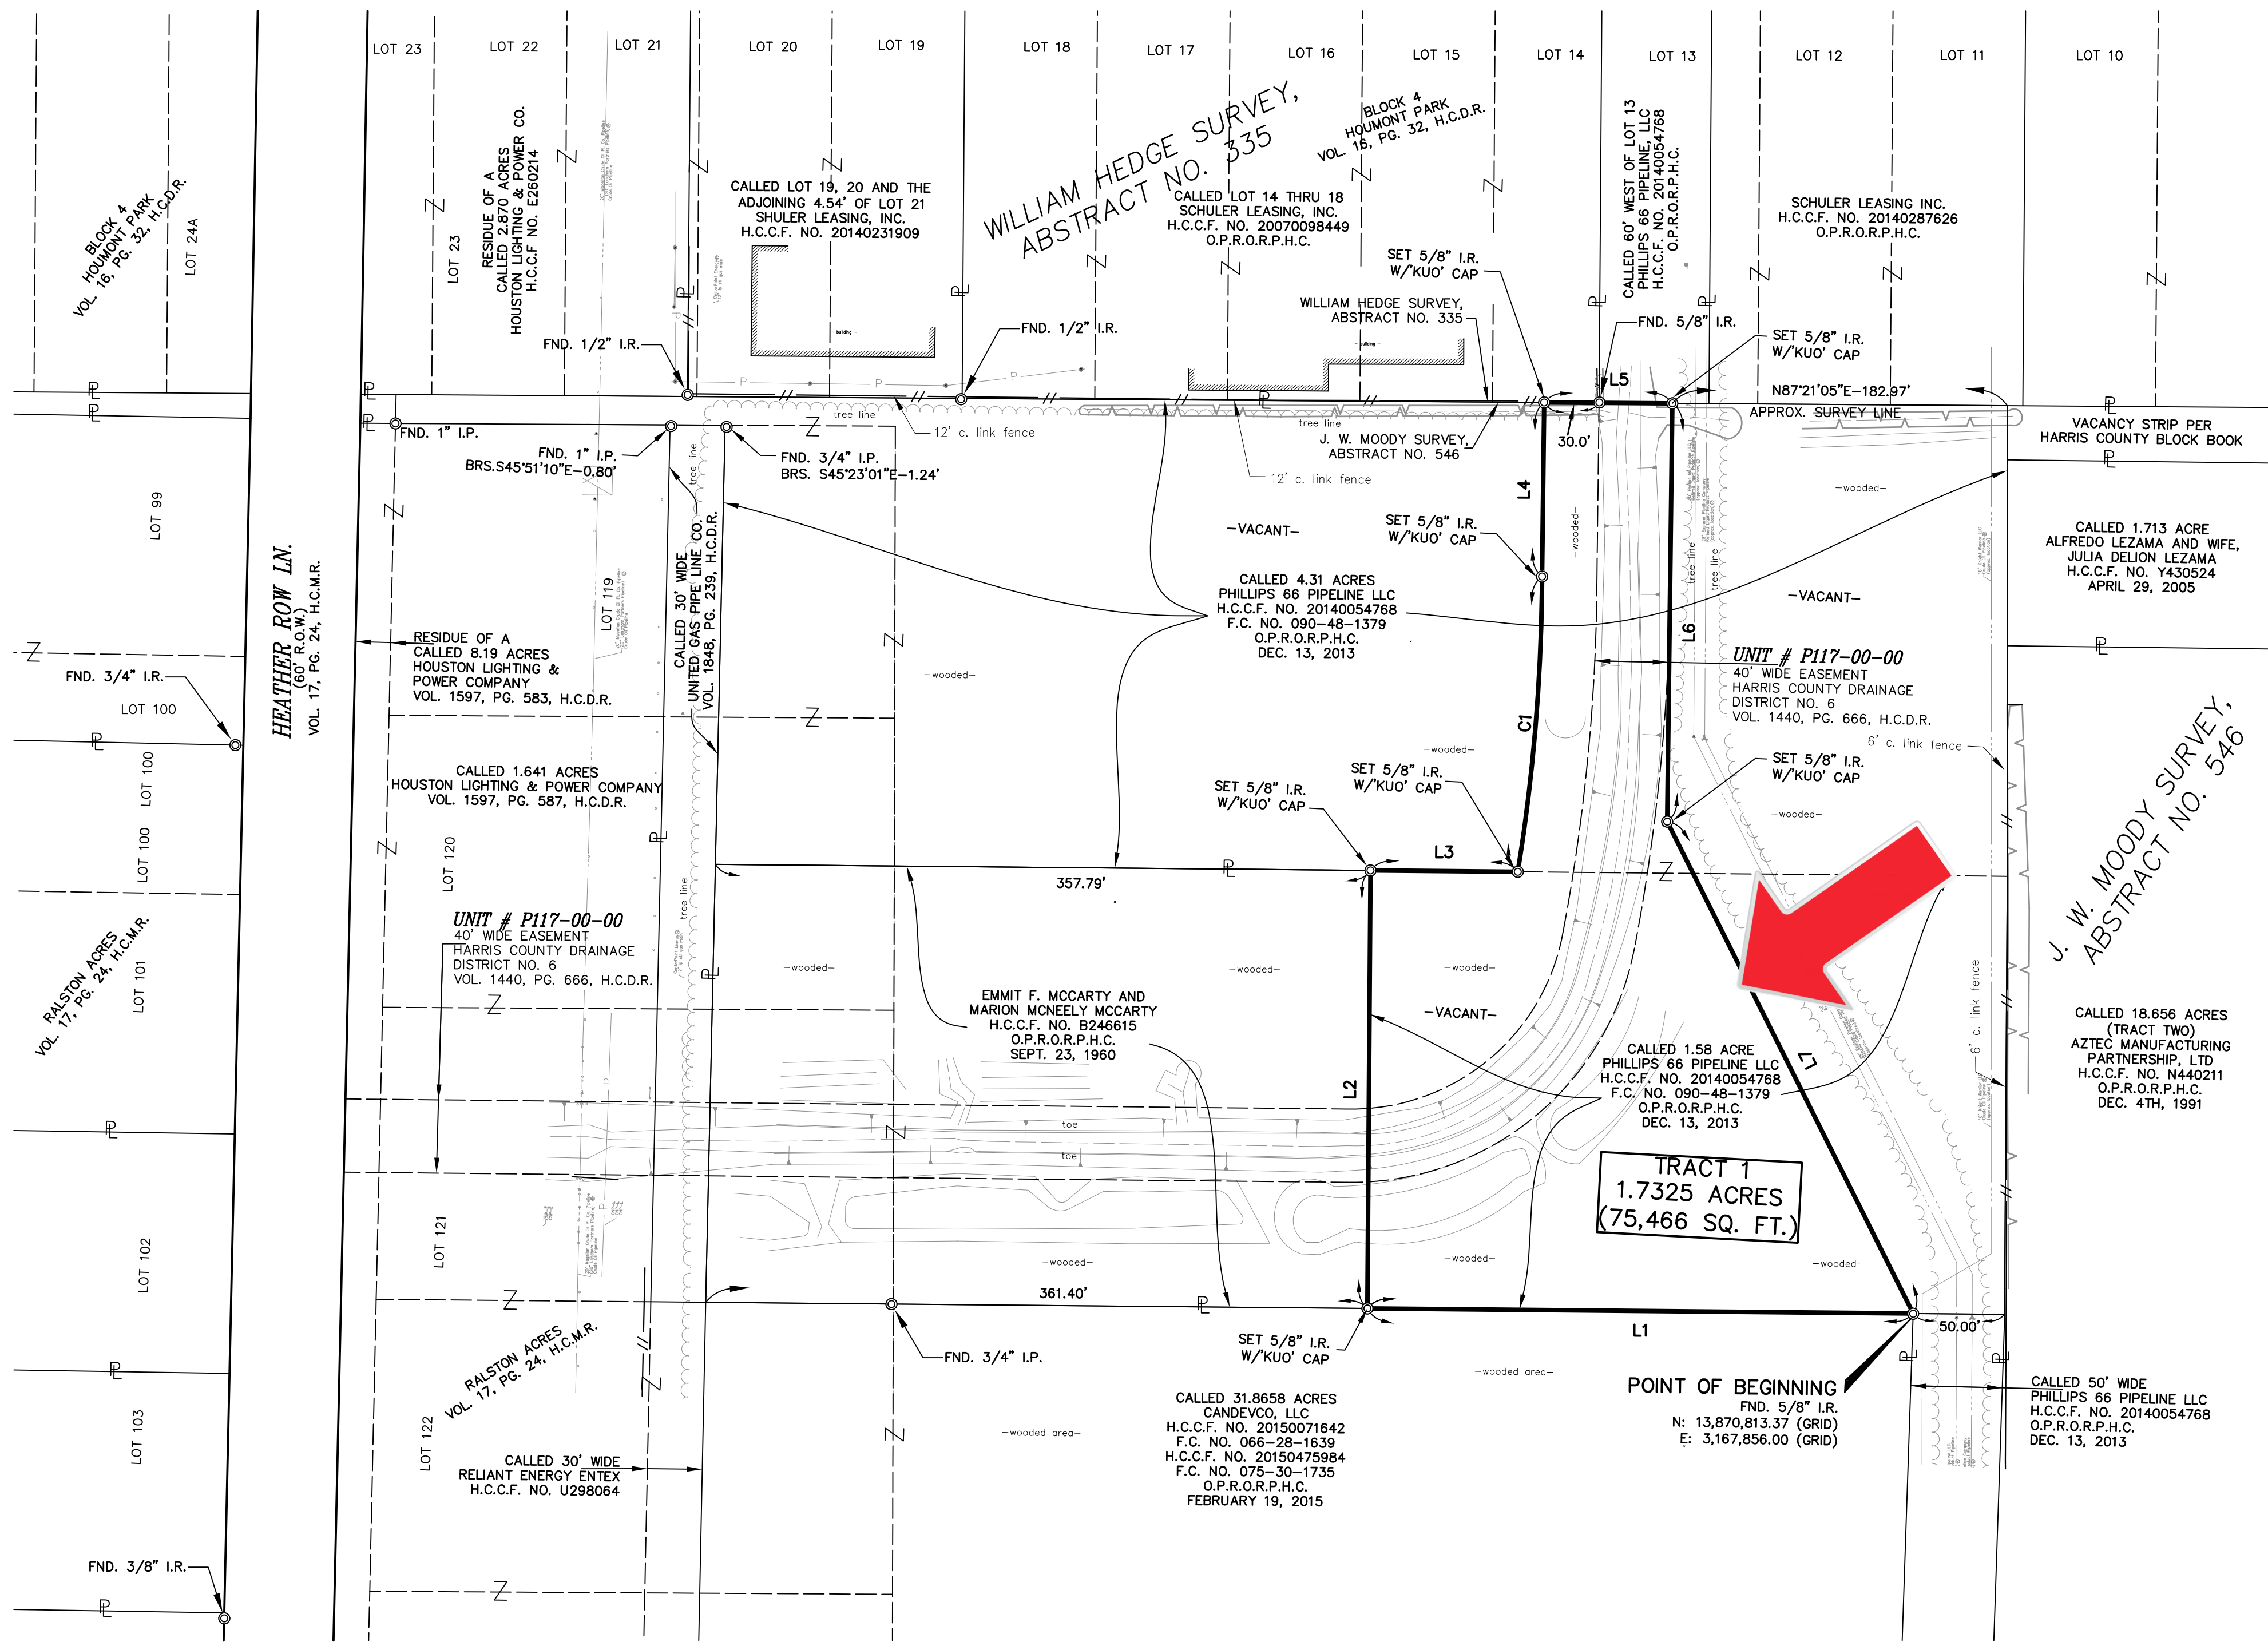 LOT 23
LOT 22
LOT 21
LOT 20
LOT 19
LOT 18
LOT 17
LOT 16
LOT 15
LOT 14
LOT 13
LOT 12
LOT 11
LOT 10
BLOCK 4
HOUMONT PARK
VOL. 16, PG. 32, H.C.D.R.
LOT 24A
LOT 23
RESIDUE OF A
CALLED 2.870 ACRES
HOUSTON LIGHTING & POWER CO.
H.C.C.F NO. E260214
CALLED LOT 19, 20 AND THE
ADJOINING 4.54' OF LOT 21
SHULER LEASING, INC.
H.C.C.F. NO. 20140231909
WILLIAM HEDGE SURVEY,
ABSTRACT NO. 335
BLOCK 4
HOUMONT PARK
VOL. 16, PG. 32, H.C.D.R.
CALLED LOT 14 THRU 18
SCHULER LEASING, INC.
H.C.C.F. NO. 20070098449
O.P.R.O.R.P.H.C.
CALLED 60' WEST OF LOT 13
PHILLIPS 66 PIPELINE, LLC
H.C.C.F. NO. 20140054768
O.P.R.O.R.P.H.C.
SCHULER LEASING INC.
H.C.C.F. NO. 20140287626
O.P.R.O.R.P.H.C.
SET 5/8" I.R.
W/'KUO' CAP
WILLIAM HEDGE SURVEY,
ABSTRACT NO. 335
FND. 1/2" I.R.
FND. 1/2" I.R.
- building -
- building -
FND. 5/8" I.R.
SET 5/8" I.R.
W/'KUO' CAP
L5
N87°21'05"E-182.97'
APPROX. SURVEY LINE
VACANCY STRIP PER
HARRIS COUNTY BLOCK BOOK
tree line
12' c. link fence
tree line
30.0'
J. W. MOODY SURVEY,
ABSTRACT NO. 546
12' c. link fence
FND. 1" I.P.
FND. 1" I.P.
BRS.S45°51'10"E-0.80'
tree line
FND. 3/4" I.P.
BRS. S45°23'01"E-1.24'
LOT 99
HEATHER ROW LN.
(60' R.O.W.)
VOL. 17, PG. 24, H.C.M.R.
LOT 119
CALLED 30' WIDE
UNITED GAS PIPE LINE CO.
VOL. 1848, PG. 239, H.C.D.R.
-VACANT-
L4
SET 5/8" I.R.
W/'KUO' CAP
-wooded-
tree line
tree line
-wooded-
CALLED 1.713 ACRE
ALFREDO LEZAMA AND WIFE,
JULIA DELION LEZAMA
H.C.C.F. NO. Y430524
APRIL 29, 2005
CALLED 4.31 ACRES
PHILLIPS 66 PIPELINE LLC
H.C.C.F. NO. 20140054768
F.C. NO. 090-48-1379
O.P.R.O.R.P.H.C.
DEC. 13, 2013
-VACANT-
L6
UNIT # P117-00-00
40' WIDE EASEMENT
HARRIS COUNTY DRAINAGE
DISTRICT NO. 6
VOL. 1440, PG. 666, H.C.D.R.
6' c. link fence
RESIDUE OF A
CALLED 8.19 ACRES
HOUSTON LIGHTING &
POWER COMPANY
VOL. 1597, PG. 583, H.C.D.R.
-wooded-
FND. 3/4" I.R.
LOT 100
LOT 100
LOT 100
CALLED 1.641 ACRES
HOUSTON LIGHTING & POWER COMPANY
VOL. 1597, PG. 587, H.C.D.R.
C1
-wooded-
SET 5/8" I.R.
W/'KUO' CAP
SET 5/8" I.R.
W/'KUO' CAP
SET 5/8" I.R.
W/'KUO' CAP
-wooded-
J. W. MOODY SURVEY,
ABSTRACT NO. 546
LOT 120
357.79'
L3
tree line
UNIT # P117-00-00
40' WIDE EASEMENT
HARRIS COUNTY DRAINAGE
DISTRICT NO. 6
VOL. 1440, PG. 666, H.C.D.R.
RALSTON ACRES
VOL. 17, PG. 24, H.C.M.R.
LOT 101
-wooded-
-wooded-
-wooded-
EMMIT F. MCCARTY AND
MARION MCNEELY MCCARTY
H.C.C.F. NO. B246615
O.P.R.O.R.P.H.C.
SEPT. 23, 1960
-VACANT-
L2
CALLED 1.58 ACRE
PHILLIPS 66 PIPELINE LLC
H.C.C.F. NO. 20140054768
F.C. NO. 090-48-1379
O.P.R.O.R.P.H.C.
DEC. 13, 2013
L7
6' c. link fence
CALLED 18.656 ACRES
(TRACT TWO)
AZTEC MANUFACTURING
PARTNERSHIP, LTD
H.C.C.F. NO. N440211
O.P.R.O.R.P.H.C.
DEC. 4TH, 1991
toe
toe
TRACT 1
1.7325 ACRES
(75,466 SQ. FT.)
LOT 102
LOT 121
-wooded-
-wooded-
-wooded-
361.40'
SET 5/8" I.R.
W/'KUO' CAP
L1
50.00'
FND. 3/4" I.P.
RALSTON ACRES
VOL. 17, PG. 24, H.C.M.R.
-wooded area-
POINT OF BEGINNING
FND. 5/8" I.R.
N: 13,870,813.37 (GRID)
E: 3,167,856.00 (GRID)
CALLED 50' WIDE
PHILLIPS 66 PIPELINE LLC
H.C.C.F. NO. 20140054768
O.P.R.O.R.P.H.C.
DEC. 13, 2013
LOT 103
LOT 122
-wooded area-
CALLED 31.8658 ACRES
CANDEVCO, LLC
H.C.C.F. NO. 20150071642
F.C. NO. 066-28-1639
H.C.C.F. NO. 20150475984
F.C. NO. 075-30-1735
O.P.R.O.R.P.H.C.
FEBRUARY 19, 2015
CALLED 30' WIDE
RELIANT ENERGY ENTEX
H.C.C.F. NO. U298064
FND. 3/8" I.R.